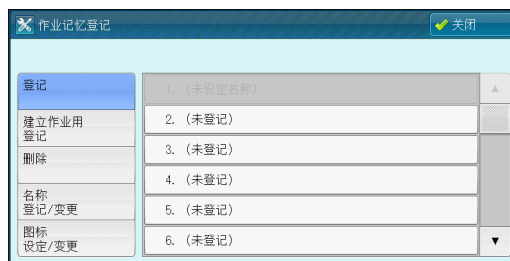 作业记忆登记
关闭
登记
建立作业用
登记
删除
名称
登记/变更
图标
设定/变更
1. (未设定名称)
2. (未登记)
3. (未登记)
4. (未登记)
5. (未登记)
6. (未登记)